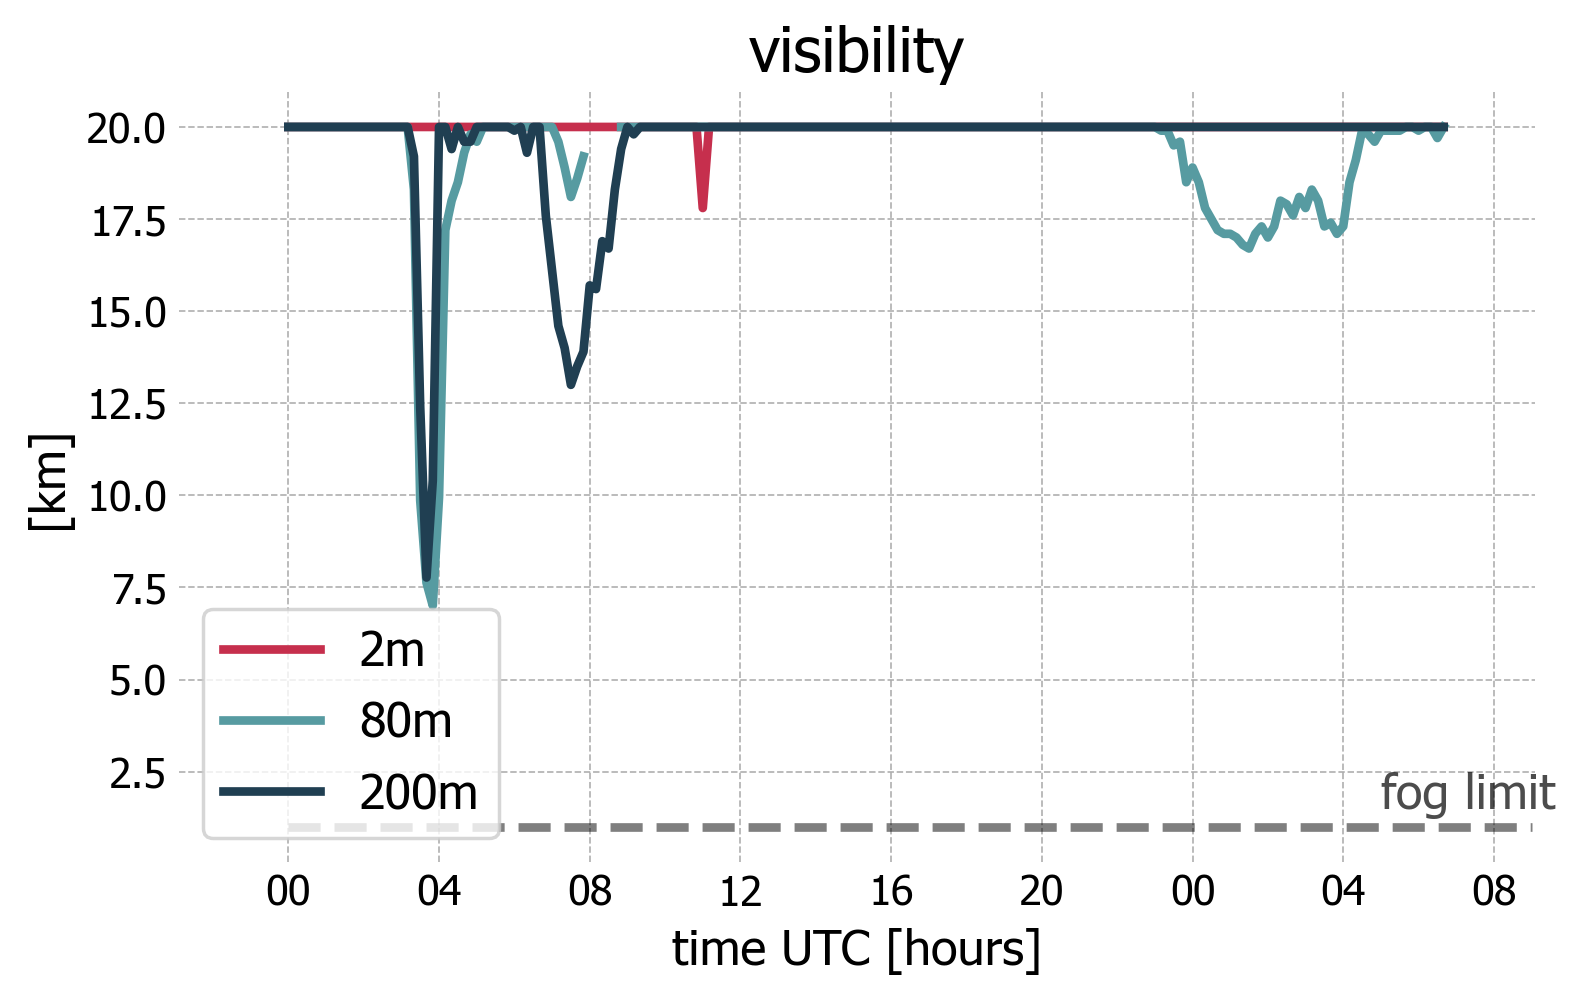 visibility
20.0
17.5
15.0
12.5
10.0
7.5
5.0
2.5
[km]
2m
80m
200m
fog limit
00 04 08 12 16 20 00 04 08
time UTC [hours]